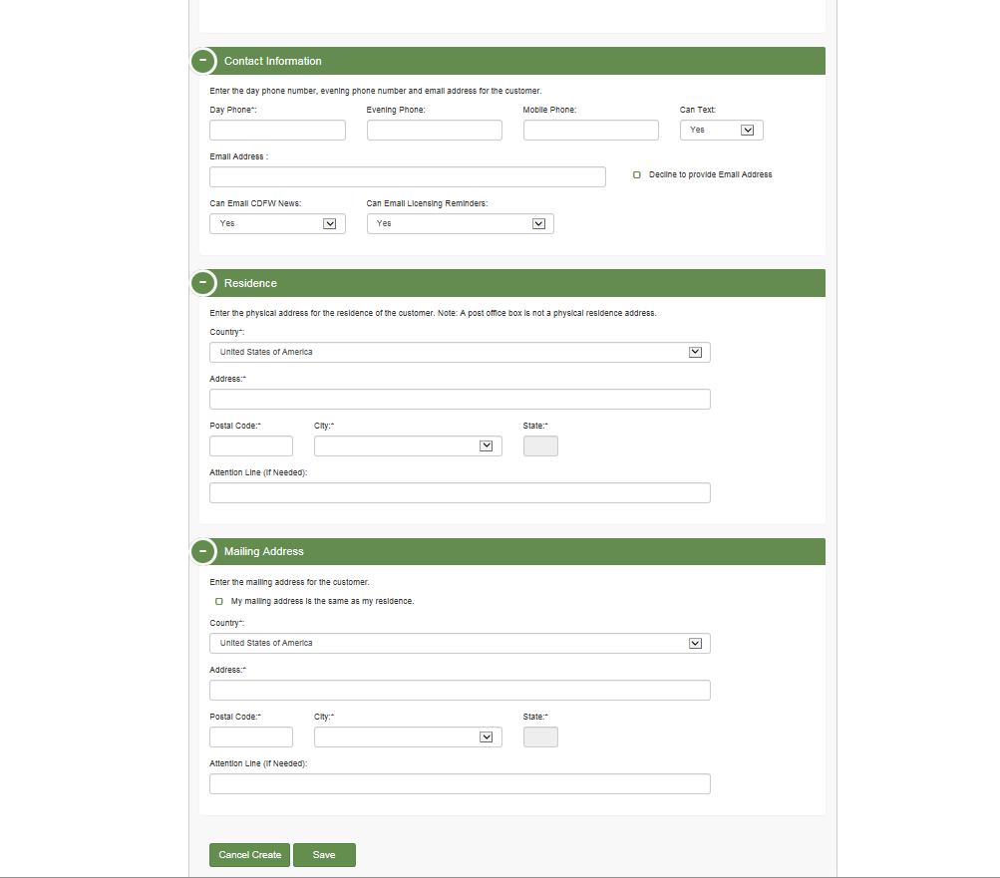 Contact Information
Enter the day phone number, evening phone number and email address for the customer.
Day Phone*: Evening Phone: Mobile Phone: Can Text:
Yes
Email Address :
Decline to provide Email Address
Can Email CDFW News: Can Email Licensing Reminders:
Yes Yes
Residence
Enter the physical address for the residence of the customer. Note: A post office box is not a physical residence address.
Country*:
United States of America
Address:*
Postal Code:* City:* State:*
Attention Line (If Needed):
Mailing Address
Enter the mailing address for the customer.
My mailing address is the same as my residence.
Country*:
United States of America
Address:*
Postal Code:* City:* State:*
Attention Line (If Needed):
Cancel Create Save